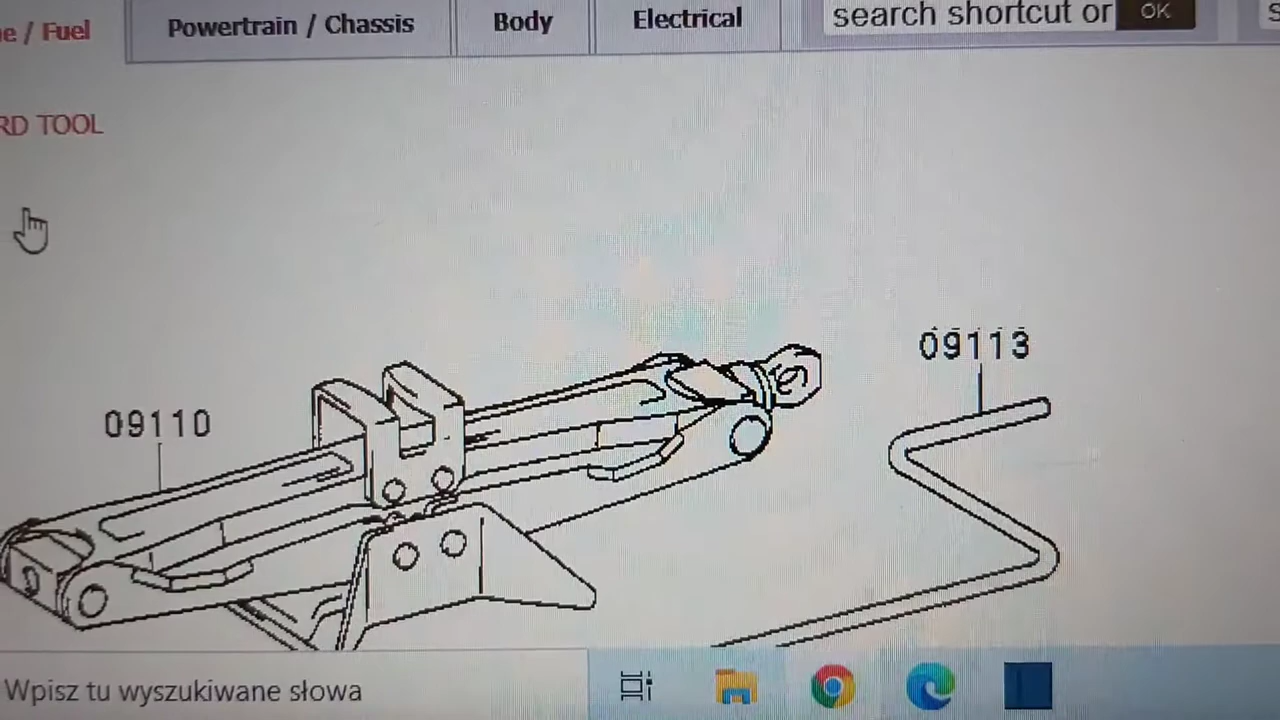 e / Fuel
Powertrain / Chassis
Body
Electrical
search shortcut or
OK
RD TOOL
09113
09110
Wpisz tu wyszukiwane słowa